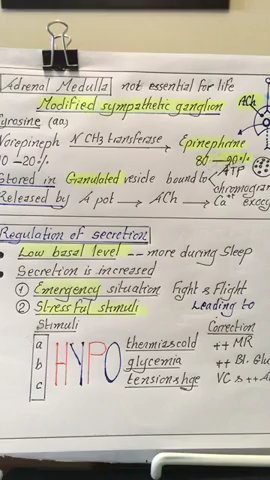 Adrenal Medulla not essential for life
Modified sympathetic ganglion ACh
Tyrosine (aa)
Norepineph N CH3 transferase Epinephrine
10-20% 80-90%
Stored in Granulated vesicle bound to ATP
chromogran
Released by A pot → ACh → Ca++ exocy
Regulation of secretion
Low basal level -- more during Sleep
Secretion is increased
① Emergency situation Fight & Flight
② Stressful stimuli Leading to
Stimuli Correction
a HYPO thermia & cold ++ MR
b glycemia ++ Bl. Glu
c tension & hge VC &